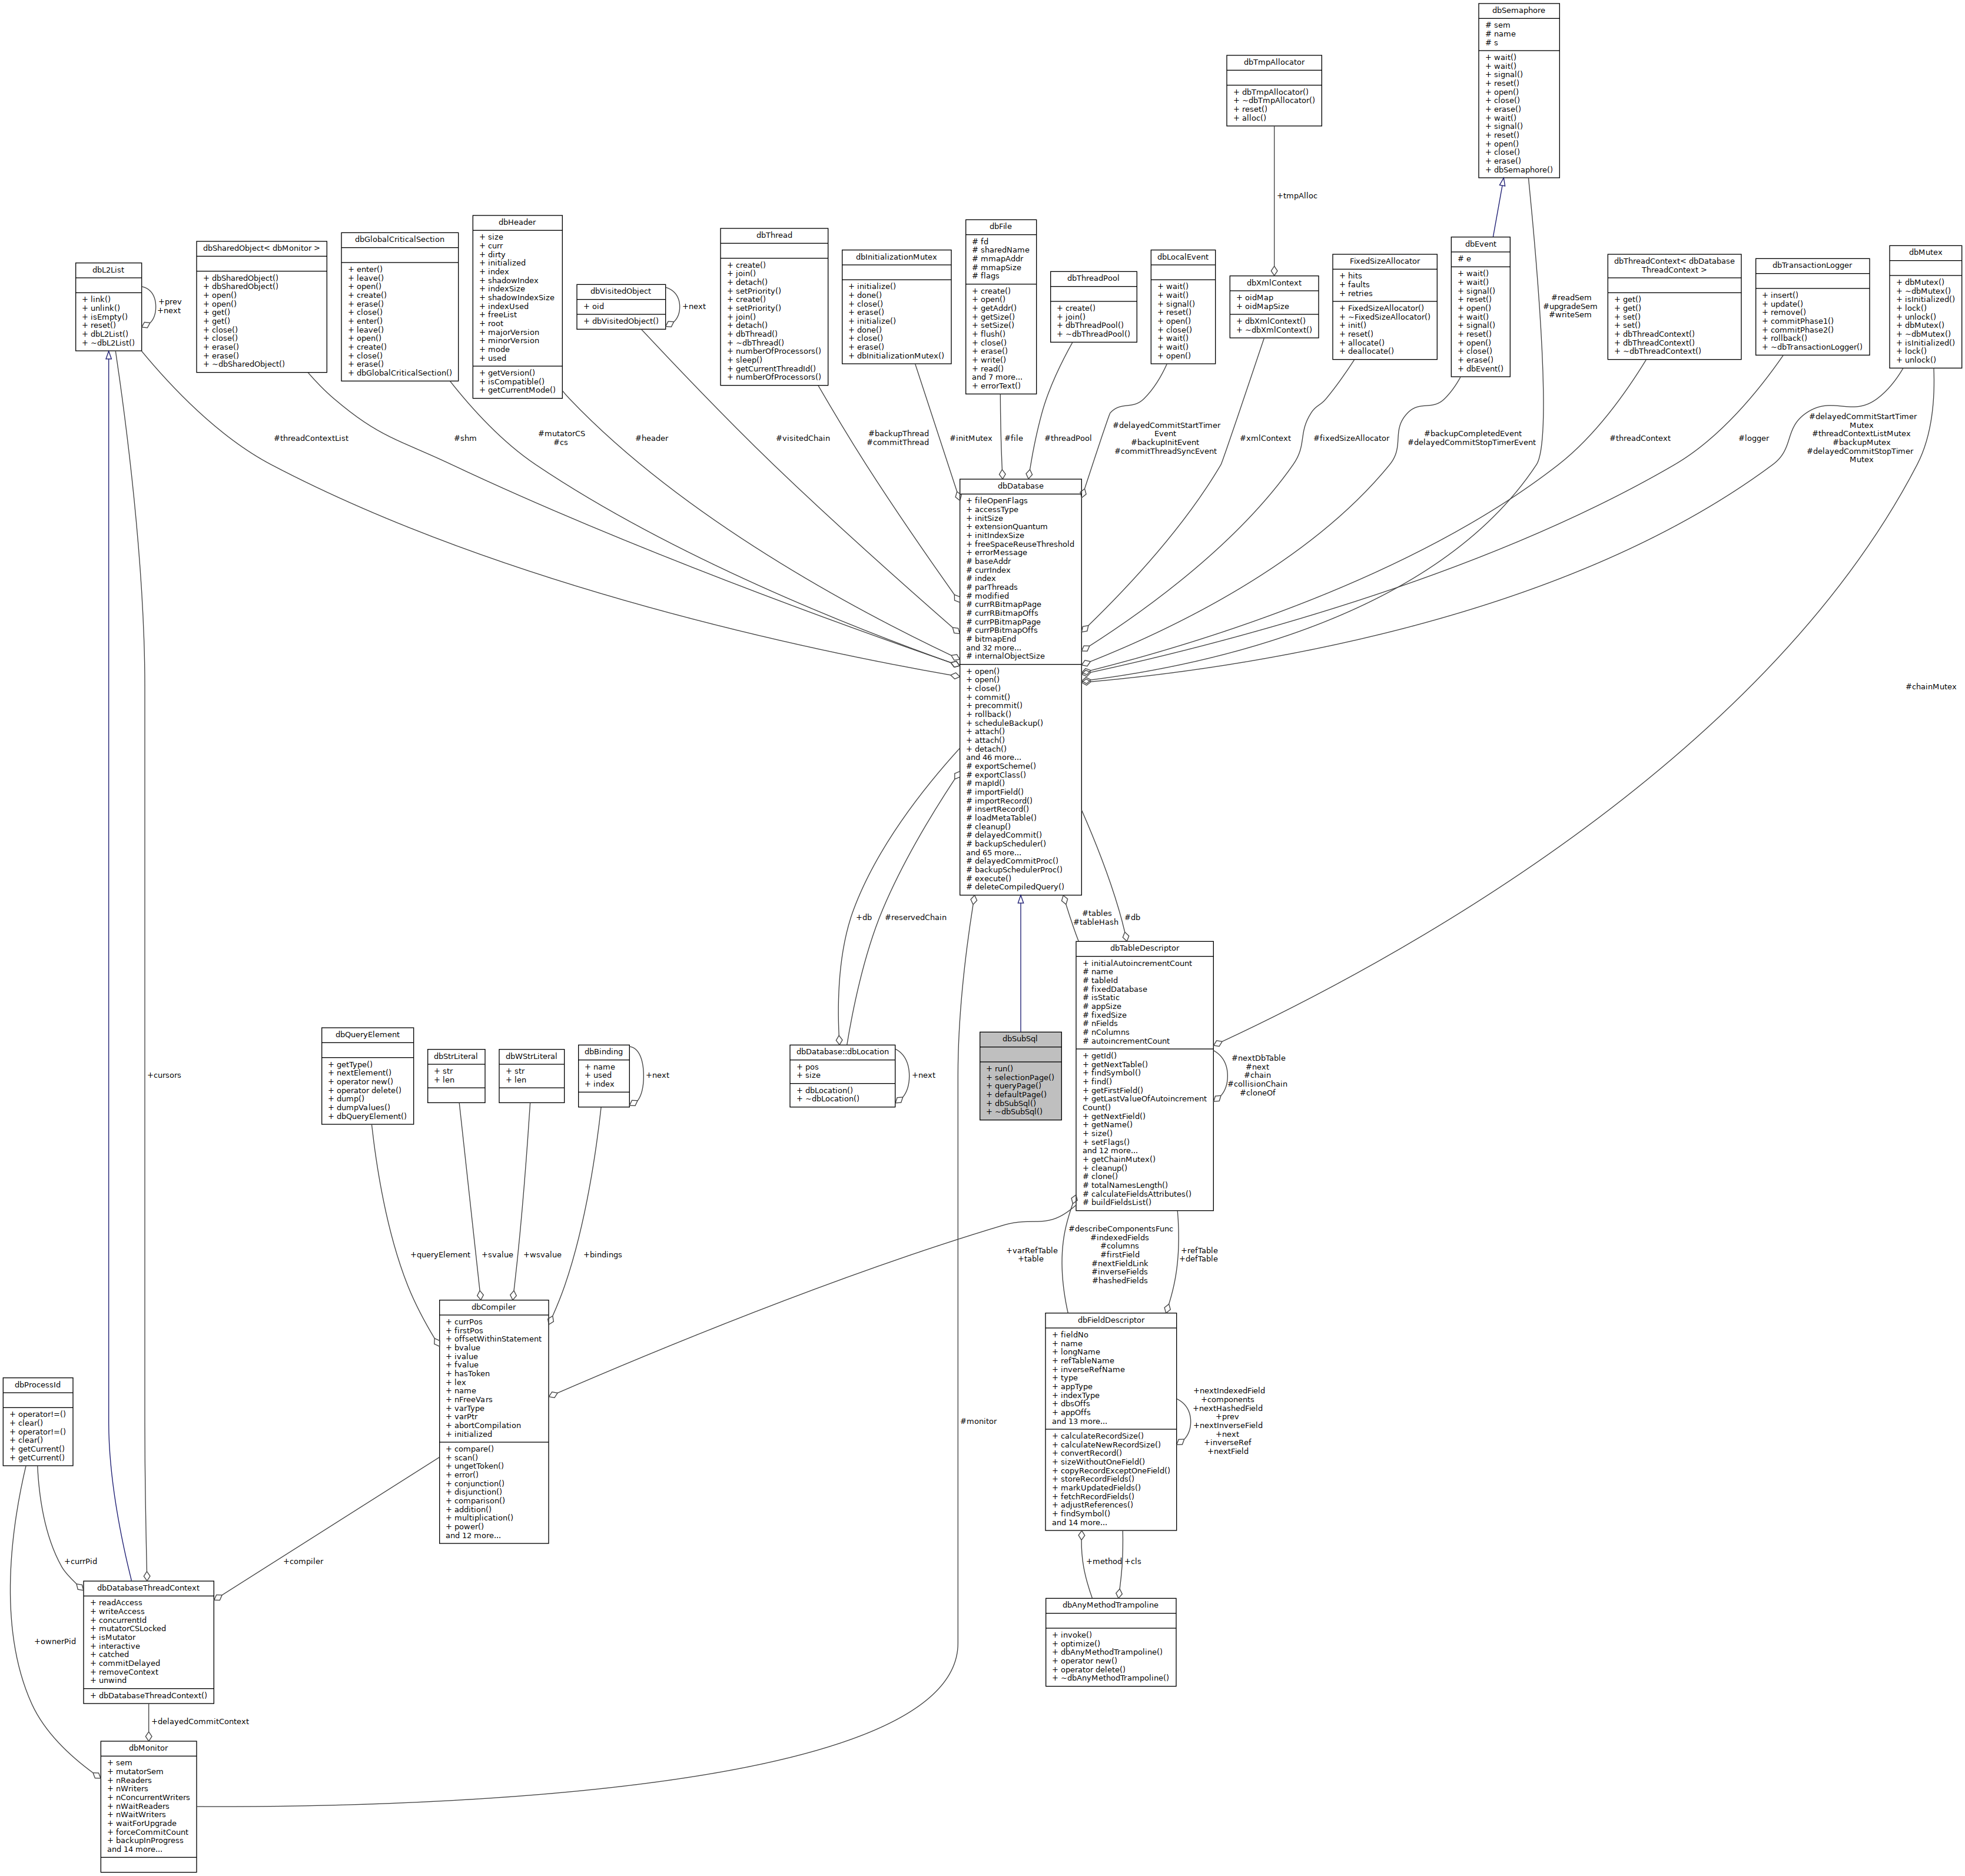 dbSemaphore
# sem
# name
# s
+ wait()
+ wait()
+ signal()
+ reset()
+ open()
+ close()
+ erase()
+ wait()
+ signal()
+ reset()
+ open()
+ close()
+ erase()
+ dbSemaphore()
dbTmpAllocator
+ dbTmpAllocator()
+ ~dbTmpAllocator()
+ reset()
+ alloc()
+tmpAlloc
dbL2List
+ link()
+ unlink()
+ isEmpty()
+ reset()
+ dbL2List()
+ ~dbL2List()
+prev
+next
dbSharedObject< dbMonitor >
+ dbSharedObject()
+ dbSharedObject()
+ open()
+ open()
+ get()
+ get()
+ close()
+ close()
+ erase()
+ erase()
+ ~dbSharedObject()
dbGlobalCriticalSection
+ enter()
+ leave()
+ open()
+ create()
+ erase()
+ close()
+ enter()
+ leave()
+ open()
+ create()
+ close()
+ erase()
+ dbGlobalCriticalSection()
dbHeader
+ size
+ curr
+ dirty
+ initialized
+ index
+ shadowIndex
+ indexSize
+ shadowIndexSize
+ indexUsed
+ freeList
+ root
+ majorVersion
+ minorVersion
+ mode
+ used
+ getVersion()
+ isCompatible()
+ getCurrentMode()
dbVisitedObject
+ oid
+ dbVisitedObject()
+next
dbThread
+ create()
+ join()
+ detach()
+ setPriority()
+ create()
+ setPriority()
+ join()
+ detach()
+ dbThread()
+ ~dbThread()
+ numberOfProcessors()
+ sleep()
+ getCurrentThreadId()
+ numberOfProcessors()
dbInitializationMutex
+ initialize()
+ done()
+ close()
+ erase()
+ initialize()
+ done()
+ close()
+ erase()
+ dbInitializationMutex()
dbFile
# fd
# sharedName
# mmapAddr
# mmapSize
# flags
+ create()
+ open()
+ getAddr()
+ getSize()
+ setSize()
+ flush()
+ close()
+ erase()
+ write()
+ read()
and 7 more...
+ errorText()
dbThreadPool
+ create()
+ join()
+ dbThreadPool()
+ ~dbThreadPool()
dbLocalEvent
+ wait()
+ wait()
+ signal()
+ reset()
+ open()
+ close()
+ wait()
+ wait()
+ open()
dbXmlContext
+ oidMap
+ oidMapSize
+ dbXmlContext()
+ ~dbXmlContext()
FixedSizeAllocator
+ hits
+ faults
+ retries
+ FixedSizeAllocator()
+ ~FixedSizeAllocator()
+ init()
+ reset()
+ allocate()
+ deallocate()
dbEvent
# e
+ wait()
+ wait()
+ signal()
+ reset()
+ open()
+ wait()
+ signal()
+ reset()
+ open()
+ close()
+ erase()
+ dbEvent()
#readSem
#upgradeSem
#writeSem
dbThreadContext< dbDatabase
ThreadContext >
+ get()
+ get()
+ set()
+ set()
+ dbThreadContext()
+ dbThreadContext()
+ ~dbThreadContext()
dbTransactionLogger
+ insert()
+ update()
+ remove()
+ commitPhase1()
+ commitPhase2()
+ rollback()
+ ~dbTransactionLogger()
dbMutex
+ dbMutex()
+ ~dbMutex()
+ isInitialized()
+ lock()
+ unlock()
+ dbMutex()
+ ~dbMutex()
+ isInitialized()
+ lock()
+ unlock()
#threadContextList
#shm
#mutatorCS
#cs
#header
#visitedChain
#backupThread
#commitThread
#initMutex
#file
#threadPool
#delayedCommitStartTimer
Event
#backupInitEvent
#commitThreadSyncEvent
#xmlContext
#fixedSizeAllocator
#backupCompletedEvent
#delayedCommitStopTimerEvent
#threadContext
#logger
#delayedCommitStartTimer
Mutex
#threadContextListMutex
#backupMutex
#delayedCommitStopTimer
Mutex
dbDatabase
+ fileOpenFlags
+ accessType
+ initSize
+ extensionQuantum
+ initIndexSize
+ freeSpaceReuseThreshold
+ errorMessage
# baseAddr
# currIndex
# index
# parThreads
# modified
# currRBitmapPage
# currRBitmapOffs
# currPBitmapPage
# currPBitmapOffs
# bitmapEnd
and 32 more...
# internalObjectSize
+ open()
+ open()
+ close()
+ commit()
+ precommit()
+ rollback()
+ scheduleBackup()
+ attach()
+ attach()
+ detach()
and 46 more...
# exportScheme()
# exportClass()
# mapId()
# importField()
# importRecord()
# insertRecord()
# loadMetaTable()
# cleanup()
# delayedCommit()
# backupScheduler()
and 65 more...
# delayedCommitProc()
# backupSchedulerProc()
# execute()
# deleteCompiledQuery()
#chainMutex
+db
#reservedChain
#tables
#tableHash
#db
dbTableDescriptor
+ initialAutoincrementCount
# name
# tableId
# fixedDatabase
# isStatic
# appSize
# fixedSize
# nFields
# nColumns
# autoincrementCount
+ getId()
+ getNextTable()
+ findSymbol()
+ find()
+ getFirstField()
+ getLastValueOfAutoincrement
Count()
+ getNextField()
+ getName()
+ size()
+ setFlags()
and 12 more...
+ getChainMutex()
+ cleanup()
# clone()
# totalNamesLength()
# calculateFieldsAttributes()
# buildFieldsList()
#nextDbTable
#next
#chain
#collisionChain
#cloneOf
dbSubSql
+ run()
+ selectionPage()
+ queryPage()
+ defaultPage()
+ dbSubSql()
+ ~dbSubSql()
dbDatabase::dbLocation
+ pos
+ size
+ dbLocation()
+ ~dbLocation()
+next
dbQueryElement
+ getType()
+ nextElement()
+ operator new()
+ operator delete()
+ dump()
+ dumpValues()
+ dbQueryElement()
dbStrLiteral
+ str
+ len
dbWStrLiteral
+ str
+ len
dbBinding
+ name
+ used
+ index
+next
+cursors
+queryElement
+svalue
+wsvalue
+bindings
+varRefTable
+table
#describeComponentsFunc
#indexedFields
#columns
#firstField
#nextFieldLink
#inverseFields
#hashedFields
+refTable
+defTable
dbCompiler
+ currPos
+ firstPos
+ offsetWithinStatement
+ bvalue
+ ivalue
+ fvalue
+ hasToken
+ lex
+ name
+ nFreeVars
+ varType
+ varPtr
+ abortCompilation
+ initialized
+ compare()
+ scan()
+ ungetToken()
+ error()
+ conjunction()
+ disjunction()
+ comparison()
+ addition()
+ multiplication()
+ power()
and 12 more...
dbFieldDescriptor
+ fieldNo
+ name
+ longName
+ refTableName
+ inverseRefName
+ type
+ appType
+ indexType
+ dbsOffs
+ appOffs
and 13 more...
+ calculateRecordSize()
+ calculateNewRecordSize()
+ convertRecord()
+ sizeWithoutOneField()
+ copyRecordExceptOneField()
+ storeRecordFields()
+ markUpdatedFields()
+ fetchRecordFields()
+ adjustReferences()
+ findSymbol()
and 14 more...
+nextIndexedField
+components
+nextHashedField
+prev
+nextInverseField
+next
+inverseRef
+nextField
#monitor
dbProcessId
+ operator!=()
+ clear()
+ operator!=()
+ clear()
+ getCurrent()
+ getCurrent()
+currPid
+compiler
+method
+cls
dbDatabaseThreadContext
+ readAccess
+ writeAccess
+ concurrentId
+ mutatorCSLocked
+ isMutator
+ interactive
+ catched
+ commitDelayed
+ removeContext
+ unwind
+ dbDatabaseThreadContext()
dbAnyMethodTrampoline
+ invoke()
+ optimize()
+ dbAnyMethodTrampoline()
+ operator new()
+ operator delete()
+ ~dbAnyMethodTrampoline()
+ownerPid
+delayedCommitContext
dbMonitor
+ sem
+ mutatorSem
+ nReaders
+ nWriters
+ nConcurrentWriters
+ nWaitReaders
+ nWaitWriters
+ waitForUpgrade
+ forceCommitCount
+ backupInProgress
and 14 more...